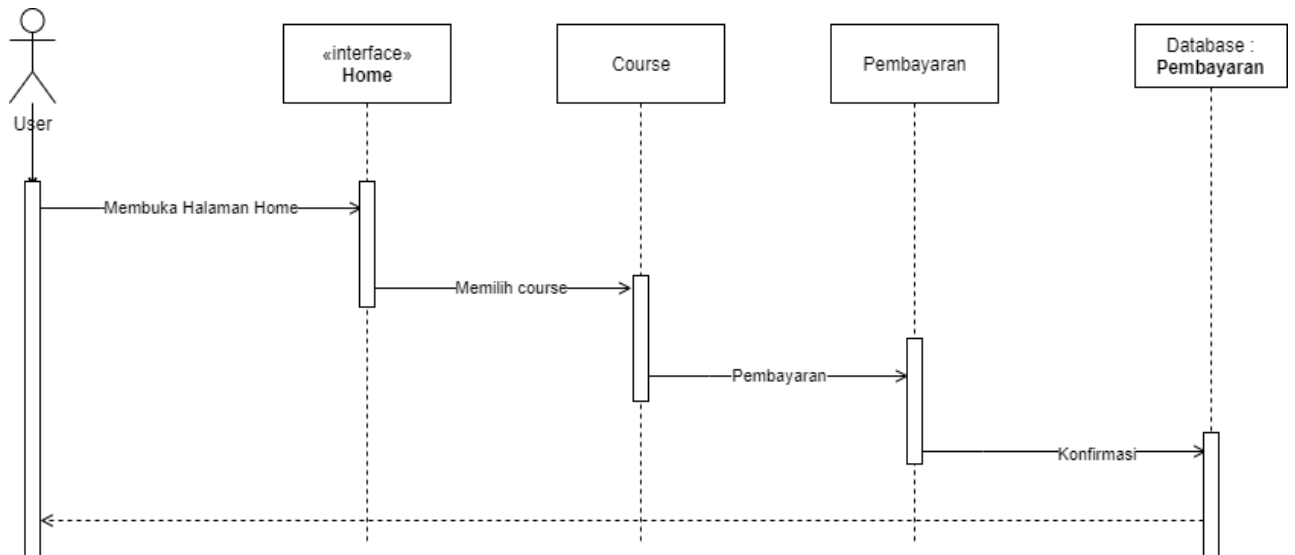 «interface»
Home
Course
Pembayaran
Database :
Pembayaran
User
Membuka Halaman Home
Memilih course
Pembayaran
Konfirmasi